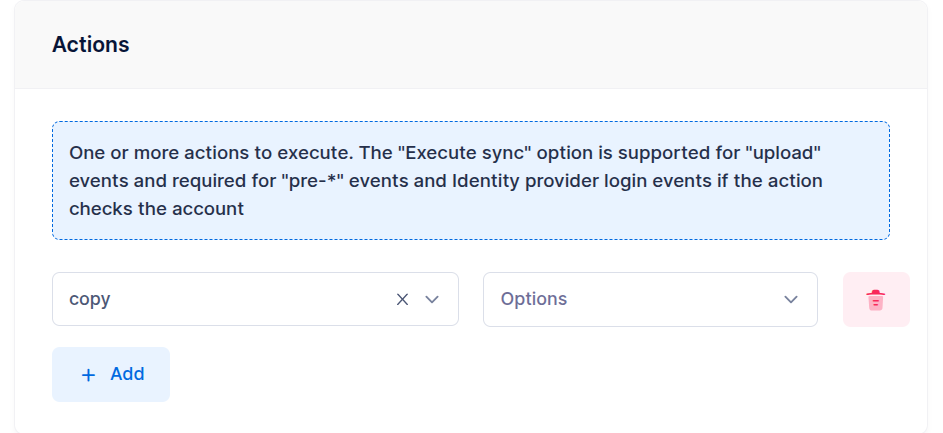 Actions
One or more actions to execute. The "Execute sync" option is supported for "upload"
events and required for "pre-*" events and Identity provider login events if the action
checks the account
copy
Options
Add